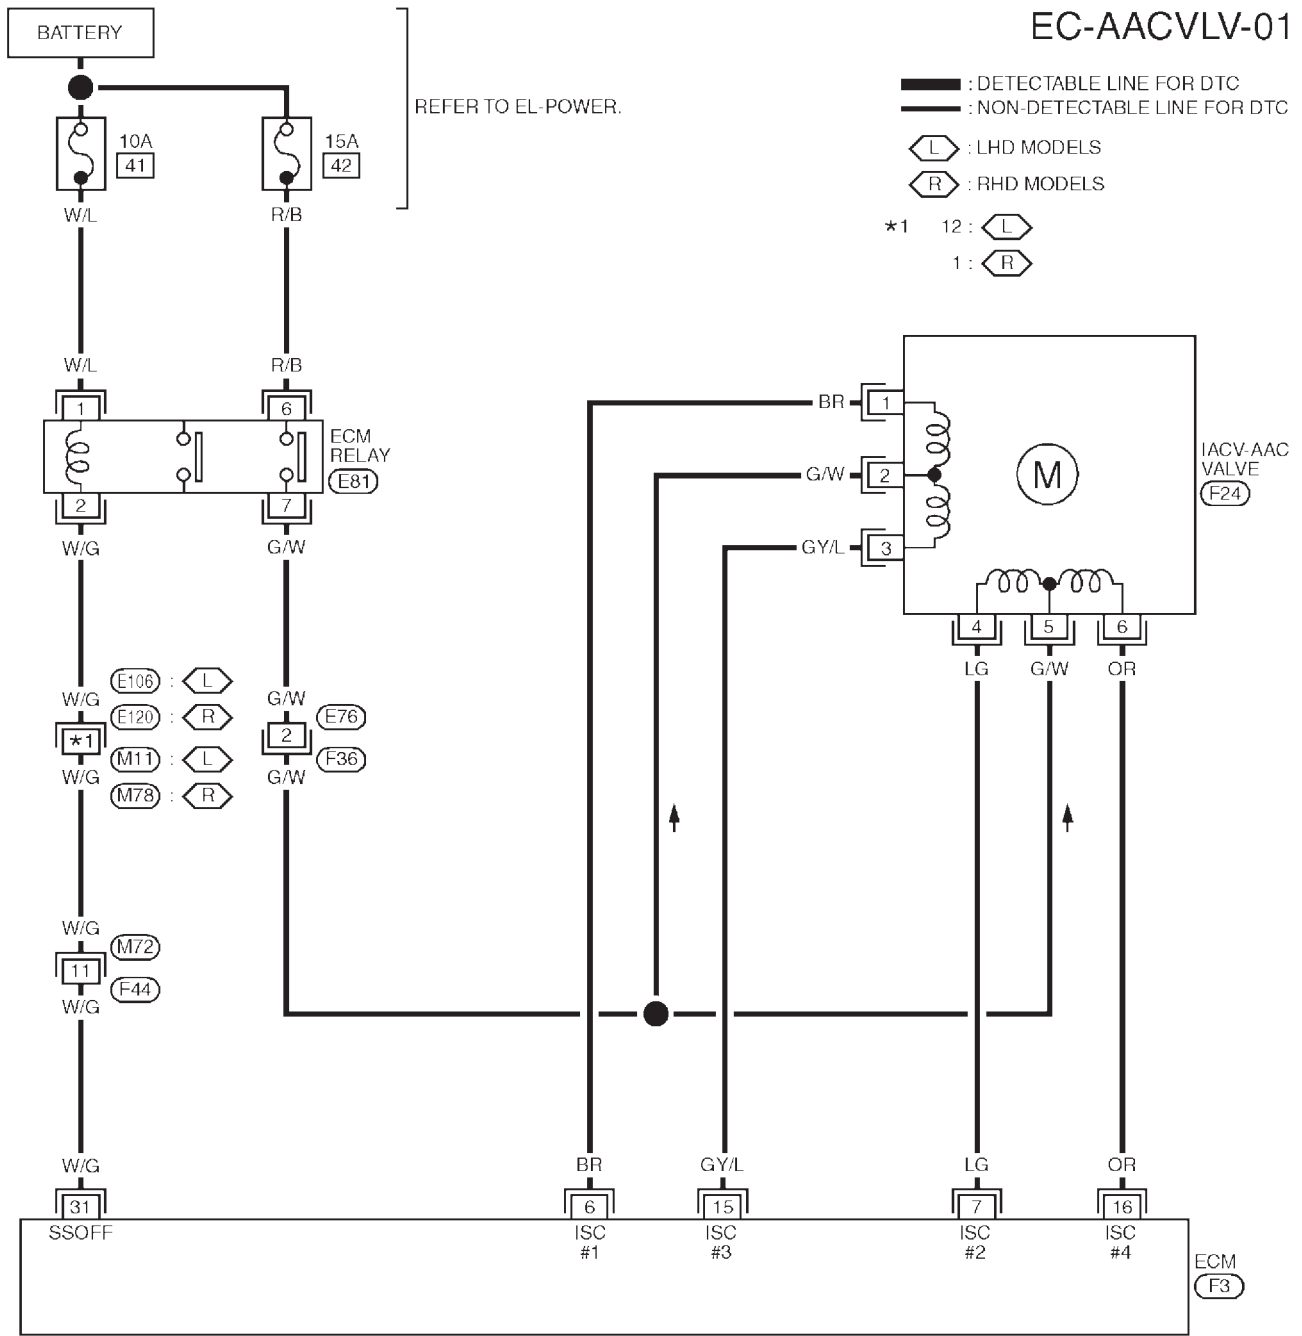 EC-AACVLV-01
BATTERY
REFER TO EL-POWER.
: DETECTABLE LINE FOR DTC
: NON-DETECTABLE LINE FOR DTC
L : LHD MODELS
R : RHD MODELS
*1 12 : L
1 : R
10A
41
15A
42
W/L
R/B
W/L
R/B
1
6
ECM
RELAY
E81
2
7
W/G
G/W
BR
1
G/W
2
GY/L
3
M
IACV-AAC
VALVE
F24
4
5
6
LG
G/W
OR
W/G
E106 : L
E120 : R
*1
M11 : L
M78 : R
W/G
G/W
E76
2
F36
G/W
W/G
M72
11
F44
W/G
W/G
BR
GY/L
LG
OR
31
6
15
7
16
SSOFF
ISC
#1
ISC
#3
ISC
#2
ISC
#4
ECM
F3